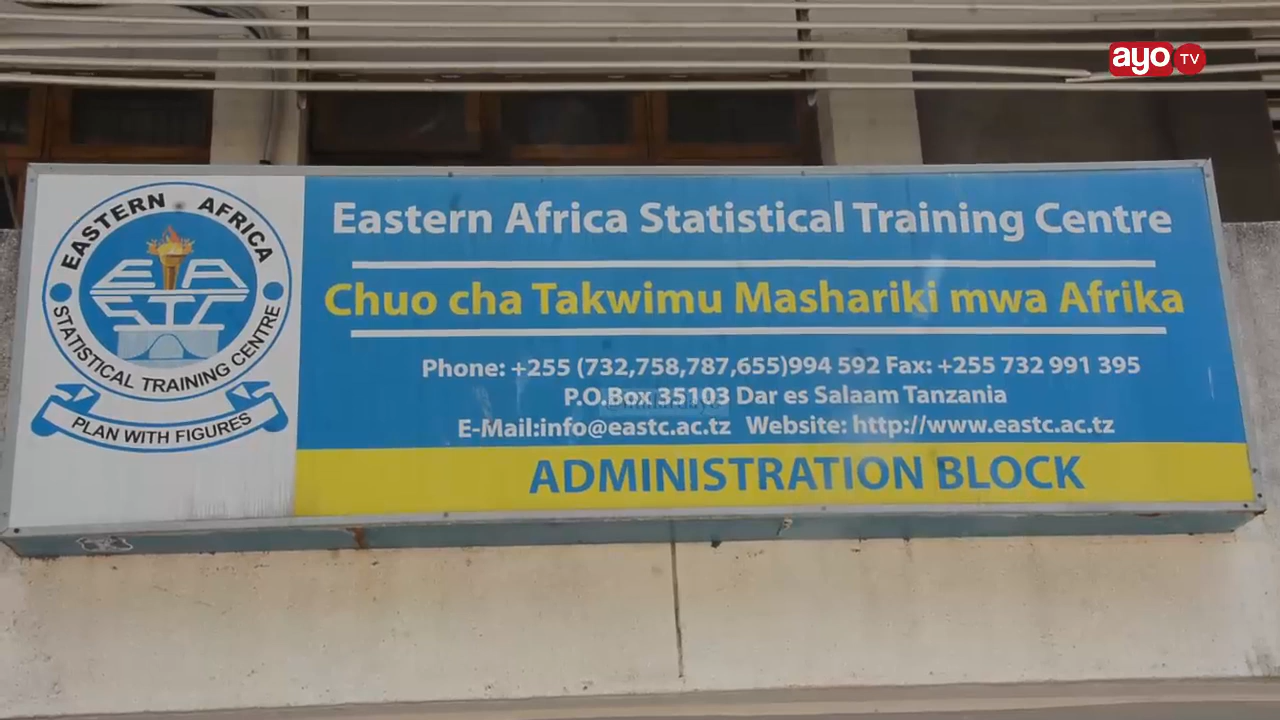 ayo TV
EASTERN AFRICA
STATISTICAL TRAINING CENTRE
PLAN WITH FIGURES
Eastern Africa Statistical Training Centre
Chuo cha Takwimu Mashariki mwa Afrika
Phone: +255 (732,758,787,655)994 592 Fax: +255 732 991 395
P.O.Box 35103 Dar es Salaam Tanzania
E-Mail:info@eastc.ac.tz Website: http://www.eastc.ac.tz
ADMINISTRATION BLOCK